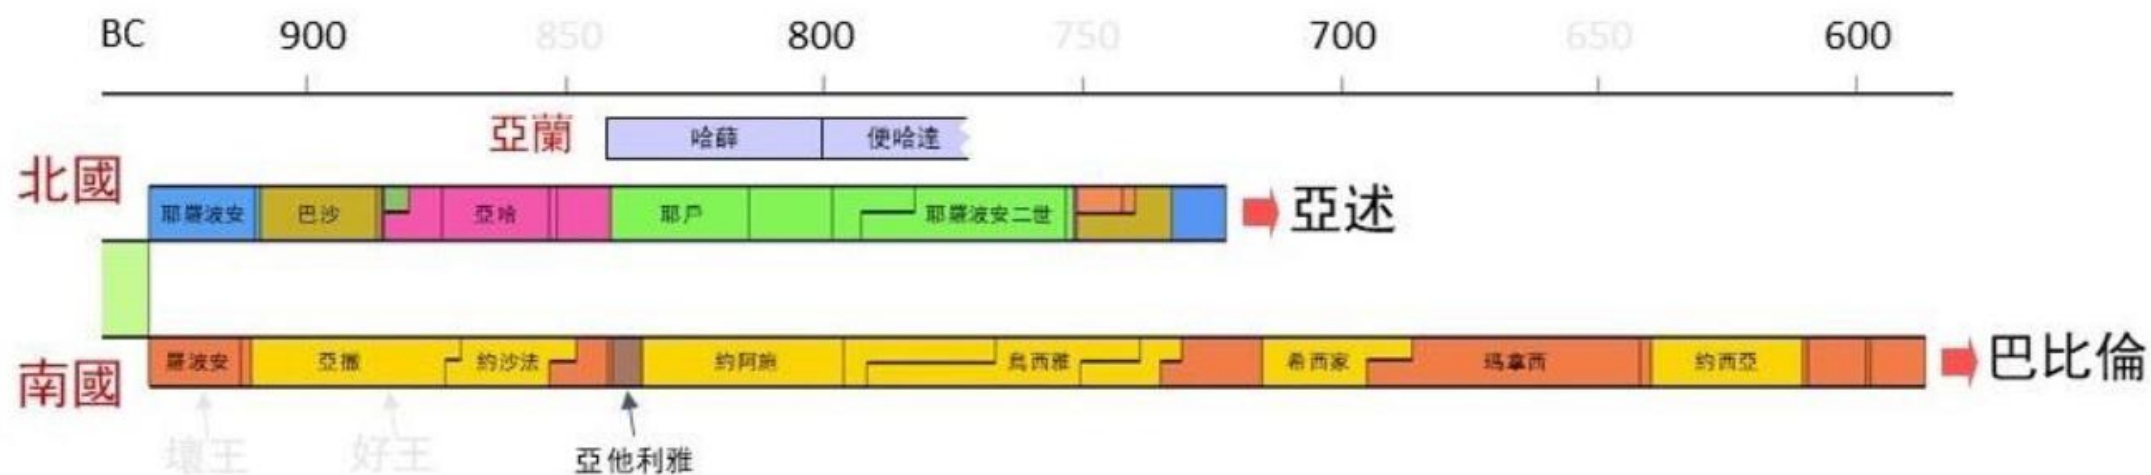 BC 900 850 800 750 700 650 600
亞蘭 哈薛 便哈達
北國 耶羅波安 巴沙 亞哈 耶戶 耶羅波安二世 亞述
南國 羅波安 亞撒 約沙法 約阿施 烏西雅 希西家 瑪拿西 約西亞 巴比倫
壞王 好王 亞他利雅